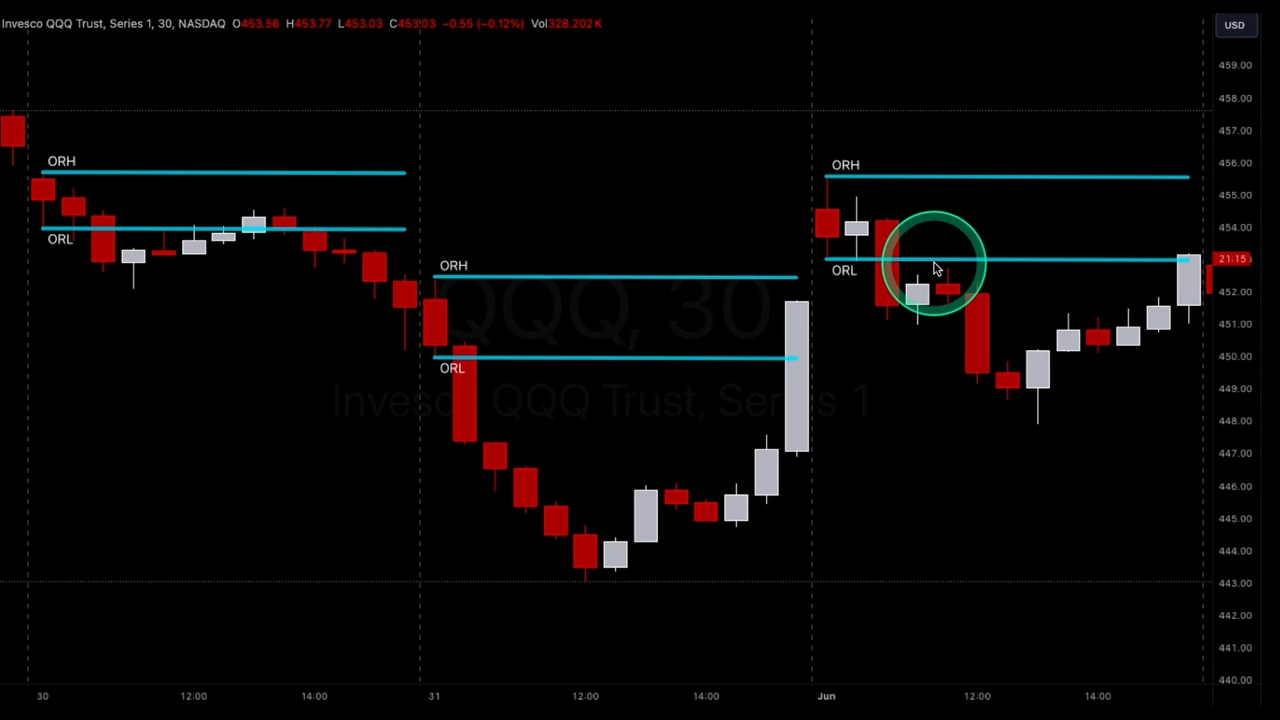 Invesco QQQ Trust, Series 1, 30, NASDAQ O453.56 H453.77 L453.03 C453.03 −0.55 (−0.12%) Vol328.202 K
USD
459.00
458.00
457.00
456.00
455.00
454.00
21:15
452.00
451.00
450.00
449.00
448.00
447.00
446.00
445.00
444.00
443.00
442.00
441.00
440.00
ORH
ORL
ORH
ORL
ORH
ORL
QQQ, 30
Invesco QQQ Trust, Series 1
30 12:00 14:00 31 12:00 14:00 Jun 12:00 14:00